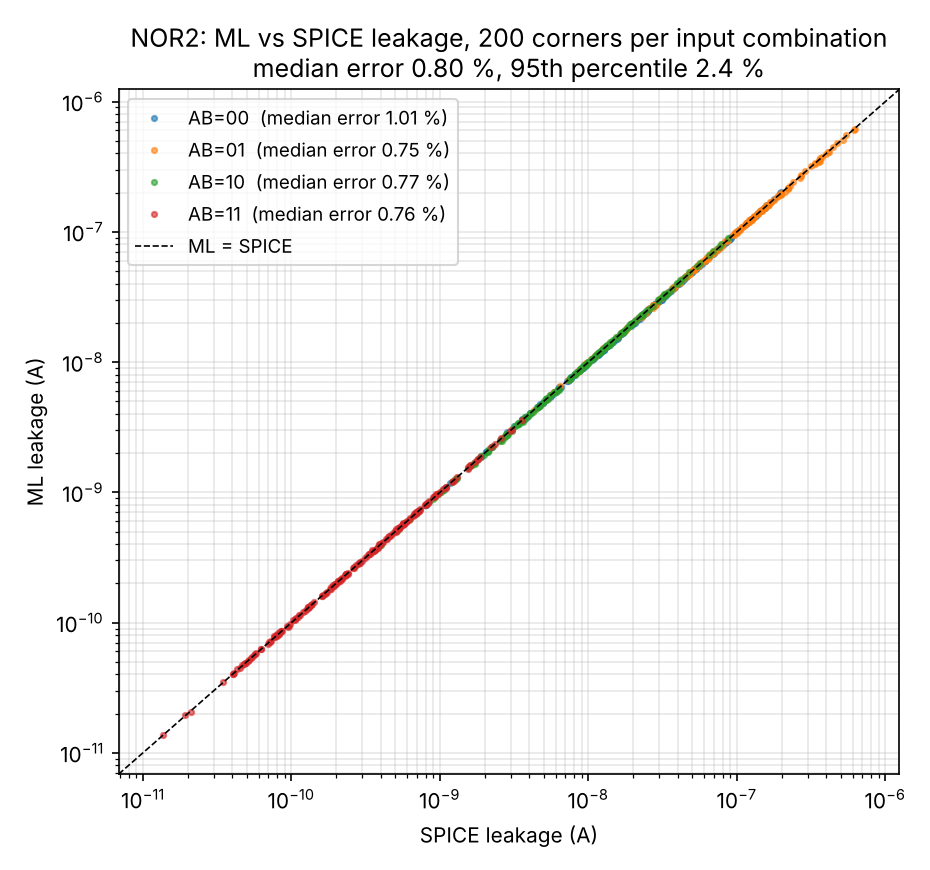 NOR2: ML vs SPICE leakage, 200 corners per input combination
median error 0.80 %, 95th percentile 2.4 %
AB=00 (median error 1.01 %)
AB=01 (median error 0.75 %)
AB=10 (median error 0.77 %)
AB=11 (median error 0.76 %)
ML = SPICE
ML leakage (A)
10⁻⁶
10⁻⁷
10⁻⁸
10⁻⁹
10⁻¹⁰
10⁻¹¹
10⁻¹¹ 10⁻¹⁰ 10⁻⁹ 10⁻⁸ 10⁻⁷ 10⁻⁶
SPICE leakage (A)